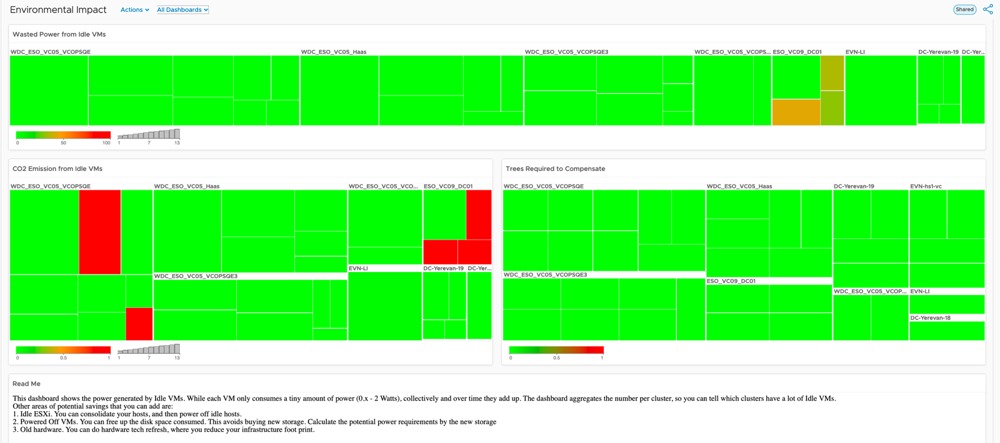 Environmental Impact
Actions
All Dashboards
Shared
Wasted Power from Idle VMs
WDC_ESO_VC05_VCOPSQE
WDC_ESO_VC05_Haas
WDC_ESO_VC05_VCOPSQE3
WDC_ESO_VC05_VCOPS...
ESO_VC09_DC01
EVN-LI
DC-Yerevan-19
DC-Yer...
0 50 100
1 7 13
CO2 Emission from Idle VMs
WDC_ESO_VC05_VCOPSQE
WDC_ESO_VC05_Haas
WDC_ESO_VC05_VCO...
ESO_VC09_DC01
WDC_ESO_VC05_VCOPSQE3
EVN-LI
DC-Yerevan-19
DC-Yer...
0 0.5 1
1 7 13
Trees Required to Compensate
WDC_ESO_VC05_VCOPSQE
WDC_ESO_VC05_Haas
DC-Yerevan-19
EVN-hs1-vc
WDC_ESO_VC05_VCOPSQE3
ESO_VC09_DC01
WDC_ESO_VC05_VCOP...
EVN-LI
DC-Yerevan-18
0 0.5 1
Read Me
This dashboard shows the power generated by Idle VMs. While each VM only consumes a tiny amount of power (0.x - 2 Watts), collectively and over time they add up. The dashboard aggregates the number per cluster, so you can tell which clusters have a lot of Idle VMs.
Other areas of potential savings that you can add are:
1. Idle ESXi. You can consolidate your hosts, and then power off idle hosts.
2. Powered Off VMs. You can free up the disk space consumed. This avoids buying new storage. Calculate the potential power requirements by the new storage
3. Old hardware. You can do hardware tech refresh, where you reduce your infrastructure foot print.